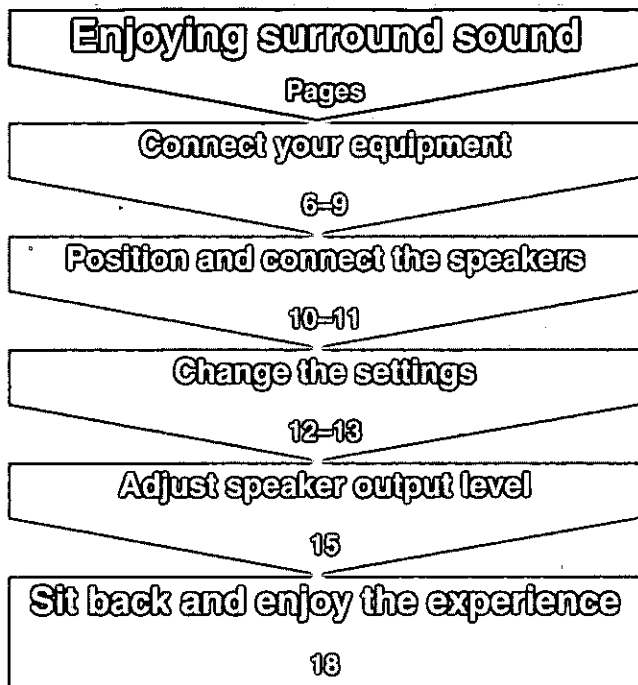 Enjoying surround sound
Pages
Connect your equipment
6–9
Position and connect the speakers
10–11
Change the settings
12–13
Adjust speaker output level
15
Sit back and enjoy the experience
18